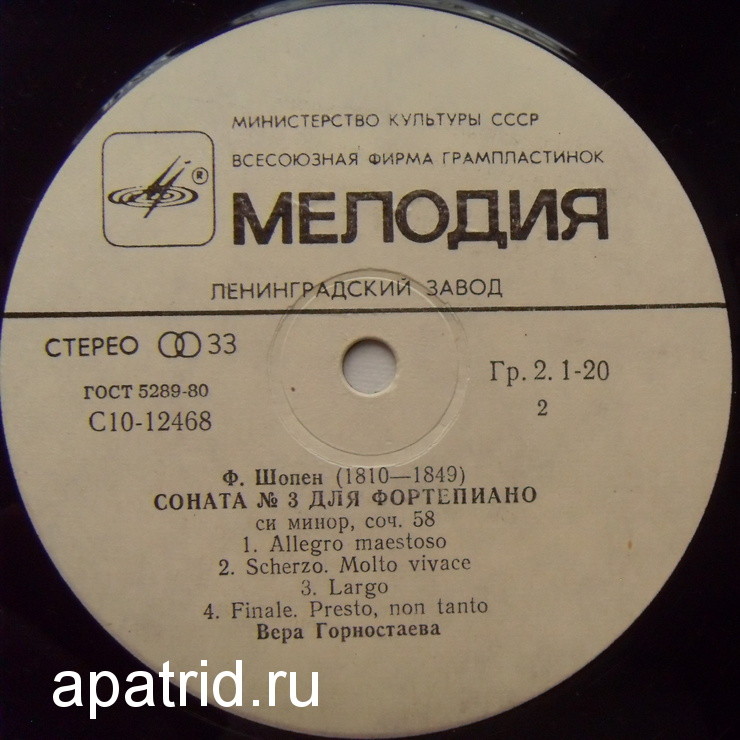 МИНИСТЕРСТВО КУЛЬТУРЫ СССР
ВСЕСОЮЗНАЯ ФИРМА ГРАМПЛАСТИНОК
®
МЕЛОДИЯ
ЛЕНИНГРАДСКИЙ ЗАВОД
СТЕРЕО 33
ГОСТ 5289-80
С10-12468
Гр. 2. 1-20
2
Ф. Шопен (1810—1849)
СОНАТА № 3 ДЛЯ ФОРТЕПИАНО
си минор, соч. 58
1. Allegro maestoso
2. Scherzo. Molto vivace
3. Largo
4. Finale. Presto, non tanto
Вера Горностаева
apatrid.ru